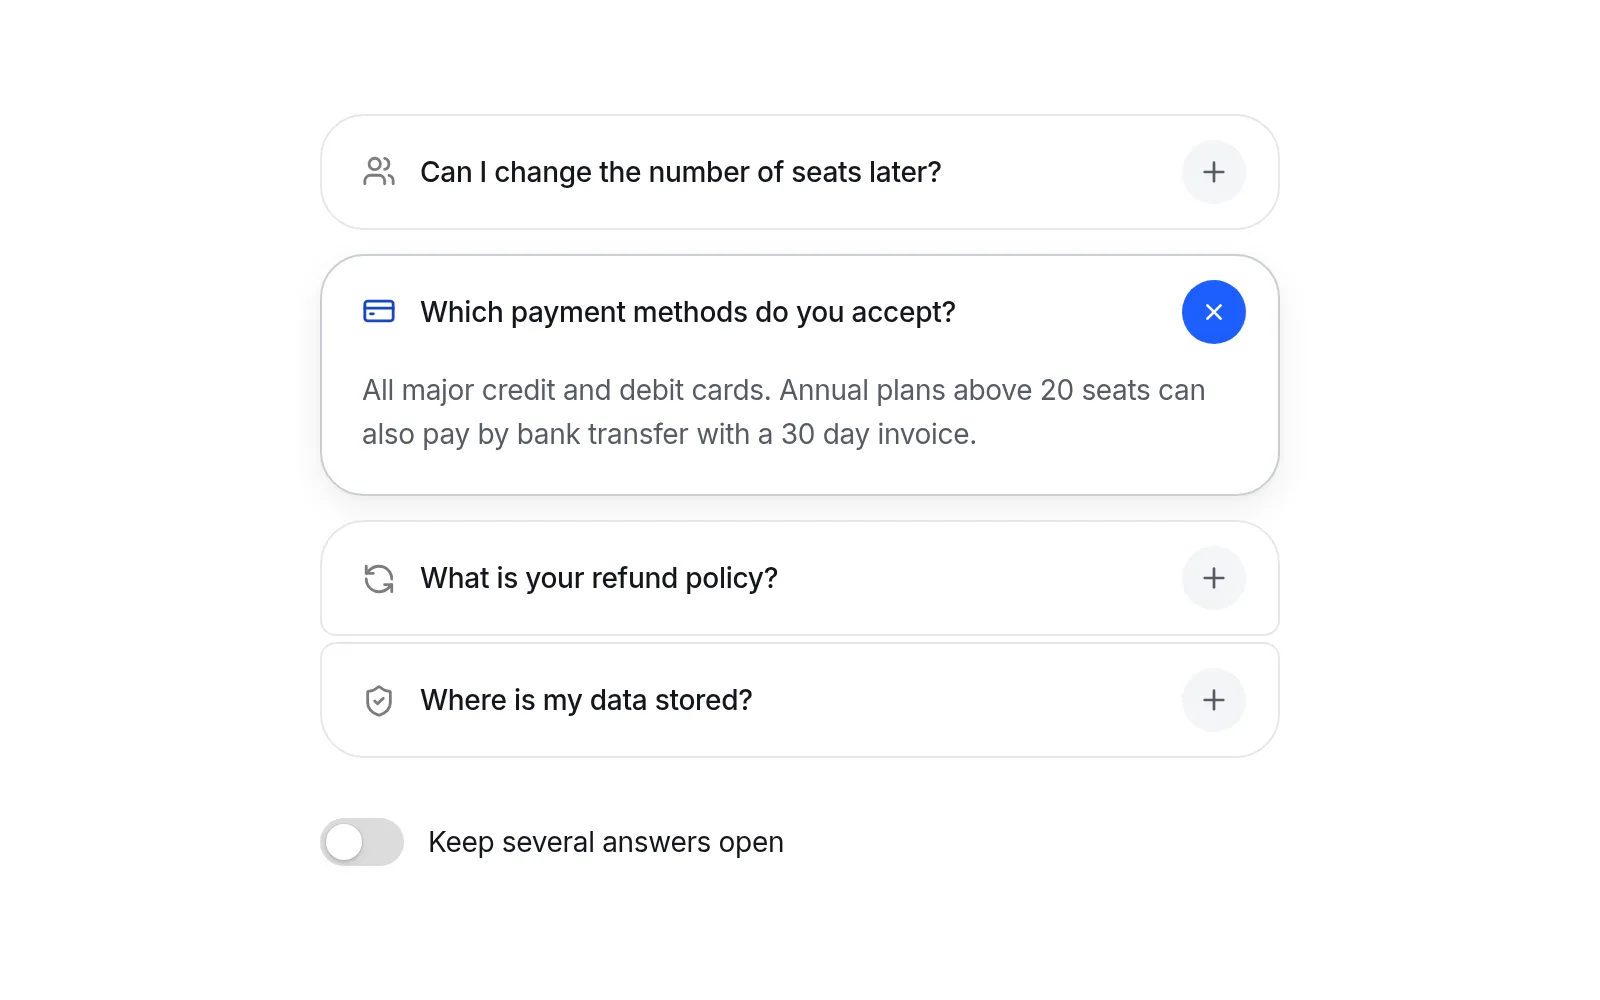 Can I change the number of seats later?
Which payment methods do you accept?
All major credit and debit cards. Annual plans above 20 seats can
also pay by bank transfer with a 30 day invoice.
What is your refund policy?
Where is my data stored?
Keep several answers open